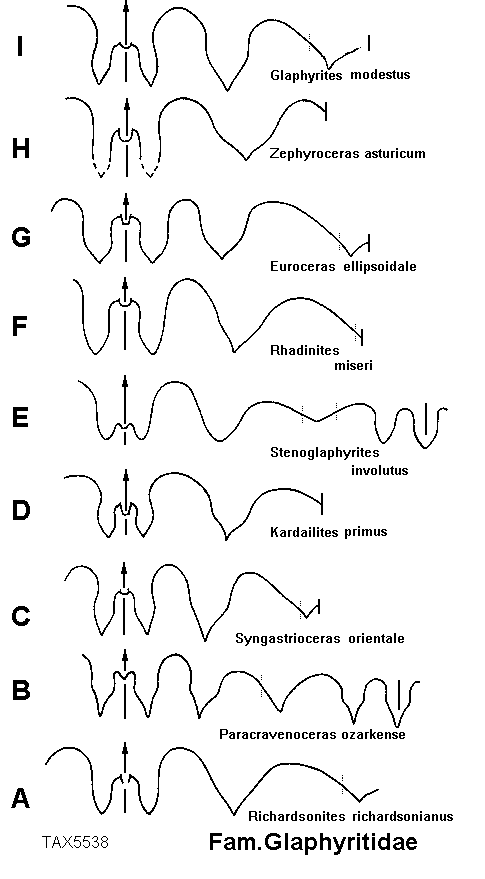 I
Glaphyrites modestus
H
Zephyroceras asturicum
G
Euroceras ellipsoidale
F
Rhadinites
miseri
E
Stenoglaphyrites
involutus
D
Kardailites primus
C
Syngastrioceras orientale
B
Paracravenoceras ozarkense
A
Richardsonites richardsonianus
TAX5538
Fam.Glaphyritidae